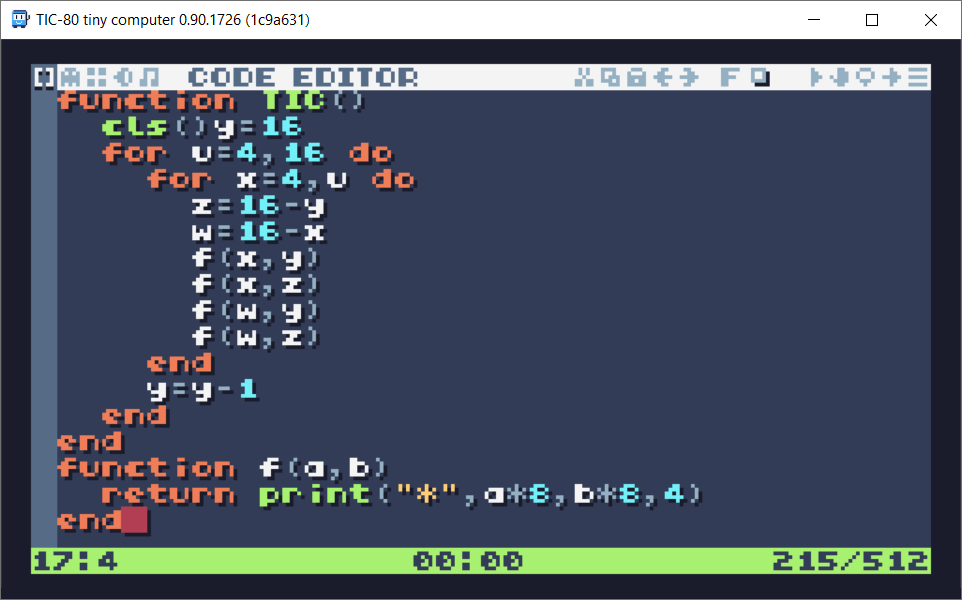 TIC-80 tiny computer 0.90.1726 (1c9a631)
CODE EDITOR F
function TIC()
cls()y=16
for u=4,16 do
for x=4,u do
z=16-y
w=16-x
f(x,y)
f(x,z)
f(w,y)
f(w,z)
end
y=y-1
end
end
function f(a,b)
return print("*",a*8,b*8,4)
end
17:4 00:00 215/512